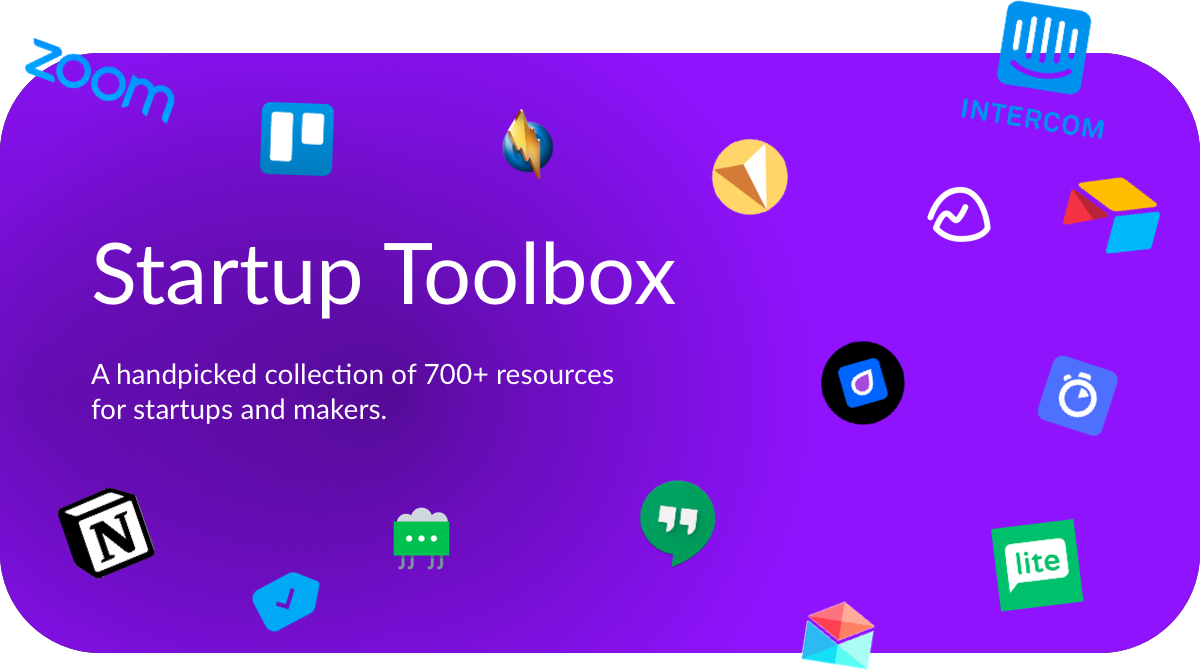 zoom
INTERCOM
Startup Toolbox
A handpicked collection of 700+ resources
for startups and makers.
N
lite